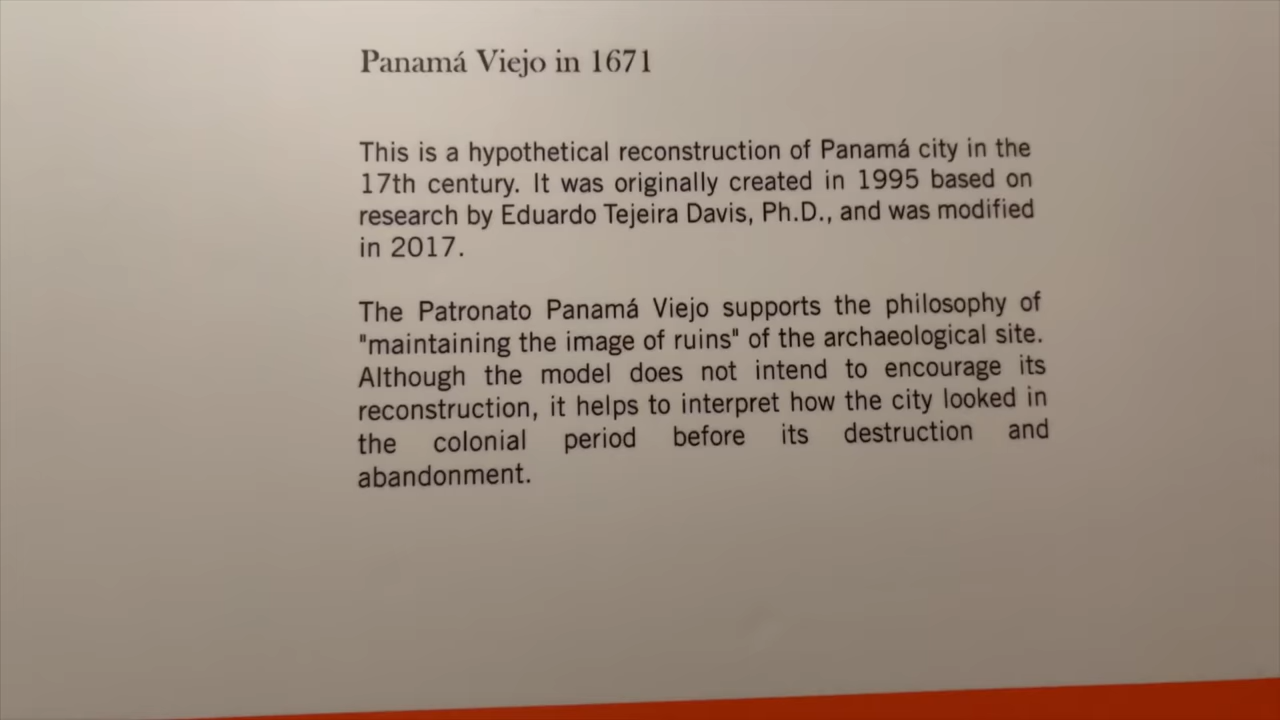 Panamá Viejo in 1671
This is a hypothetical reconstruction of Panamá city in the
17th century. It was originally created in 1995 based on
research by Eduardo Tejeira Davis, Ph.D., and was modified
in 2017.
The Patronato Panamá Viejo supports the philosophy of
"maintaining the image of ruins" of the archaeological site.
Although the model does not intend to encourage its
reconstruction, it helps to interpret how the city looked in
the colonial period before its destruction and
abandonment.